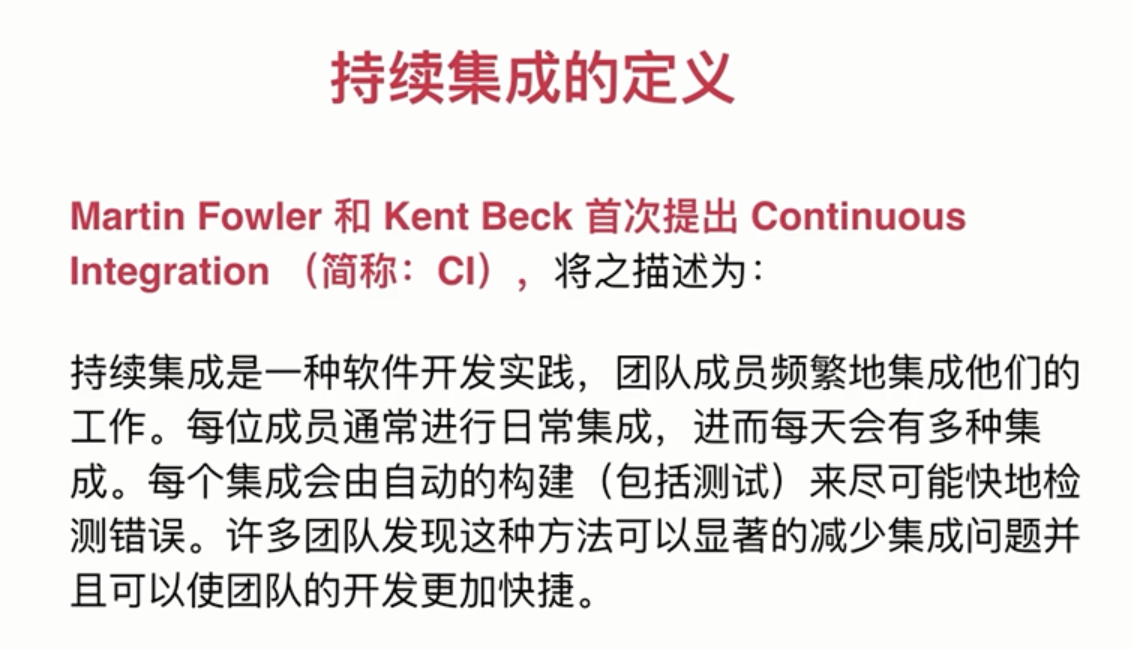 持续集成的定义
Martin Fowler 和 Kent Beck 首次提出 Continuous
Integration （简称：CI），将之描述为：
持续集成是一种软件开发实践，团队成员频繁地集成他们的
工作。每位成员通常进行日常集成，进而每天会有多种集
成。每个集成会由自动的构建（包括测试）来尽可能快地检
测错误。许多团队发现这种方法可以显著的减少集成问题并
且可以使团队的开发更加快捷。